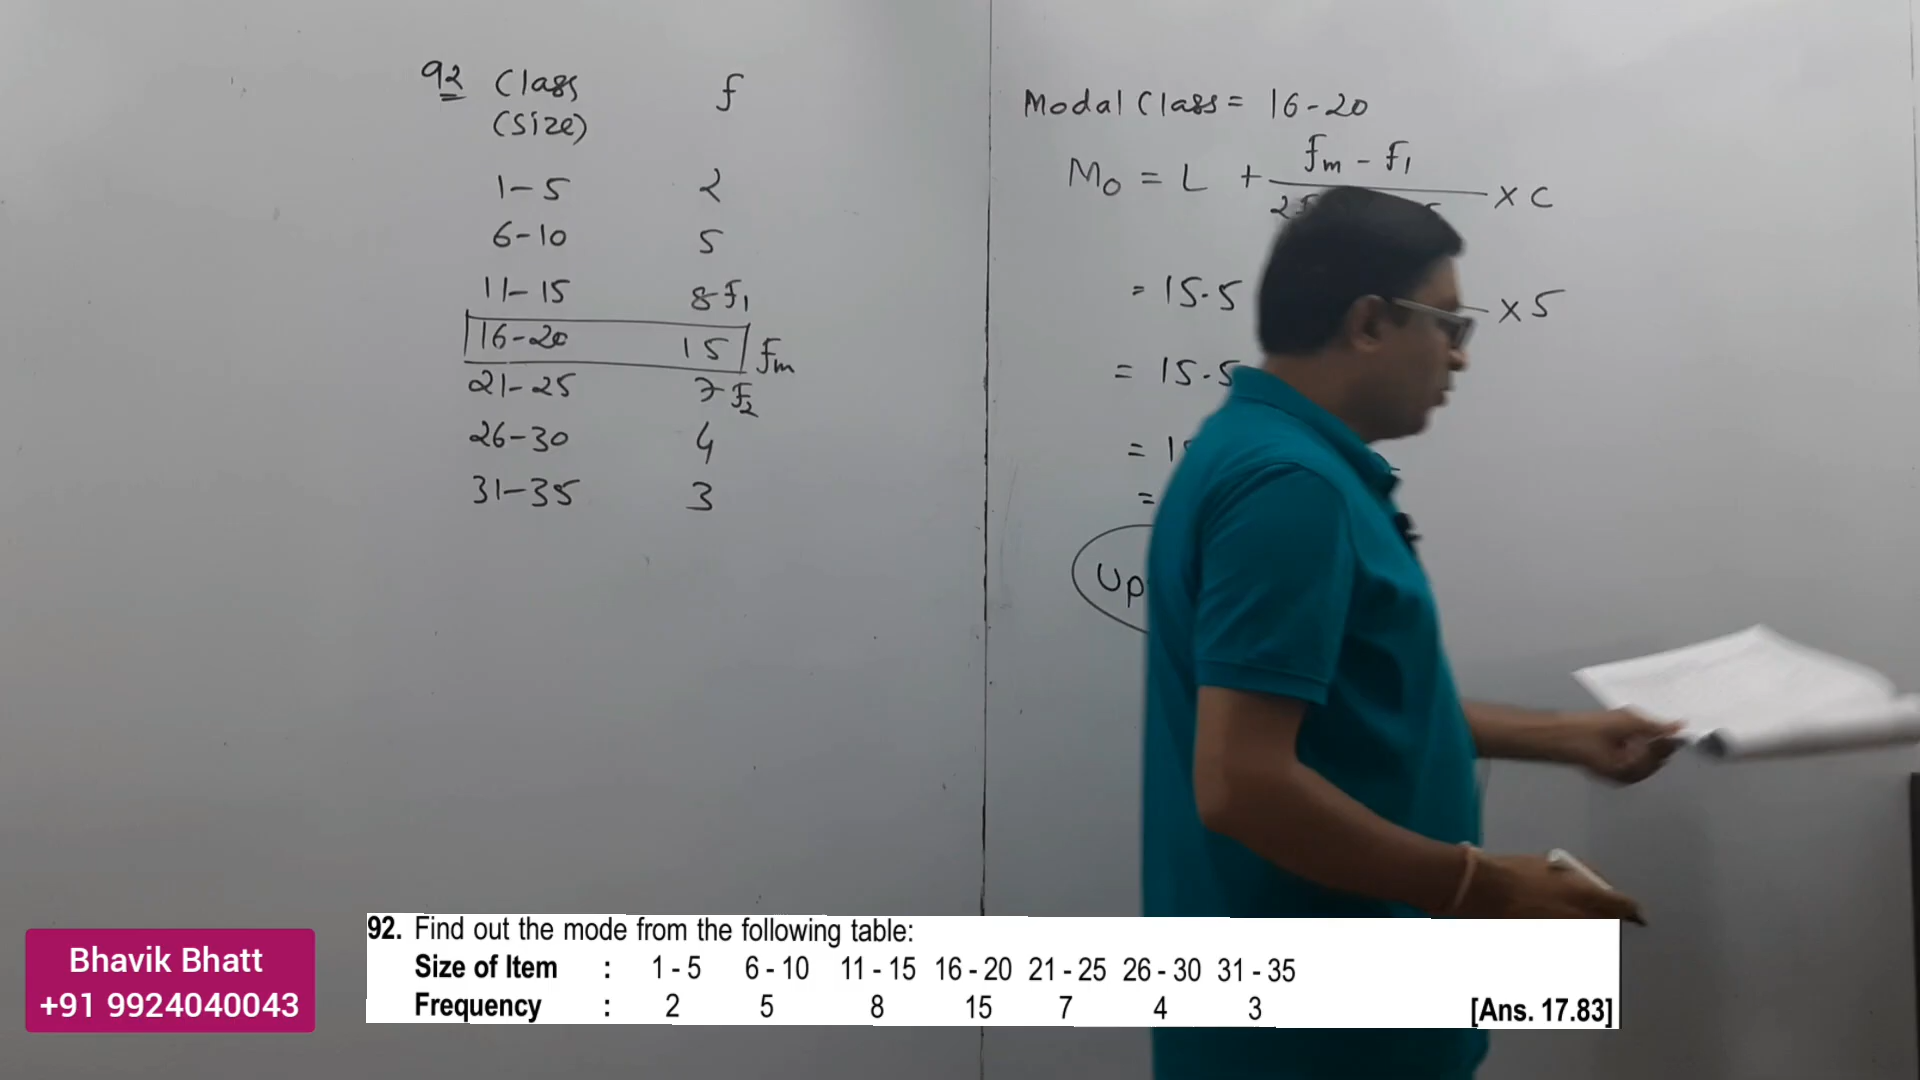 92 Class f
(Size)
1-5 2
6-10 5
11-15 8 f1
16-20 15 fm
21-25 7 f2
26-30 4
31-35 3
Modal Class = 16-20
Mo = L + fm - f1 × C
= 15.5 × 5
= 15.5
=
=
Bhavik Bhatt
+91 9924040043
92. Find out the mode from the following table:
Size of Item : 1 - 5 6 - 10 11 - 15 16 - 20 21 - 25 26 - 30 31 - 35
Frequency : 2 5 8 15 7 4 3 [Ans. 17.83]